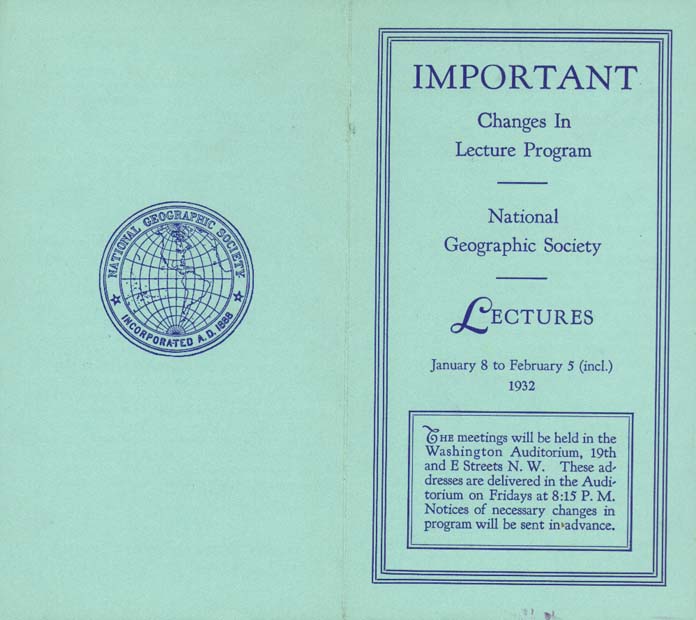 NATIONAL GEOGRAPHIC SOCIETY
INCORPORATED A.D. 1888
IMPORTANT
Changes In
Lecture Program
National
Geographic Society
LECTURES
January 8 to February 5 (incl.)
1932
THE meetings will be held in the
Washington Auditorium, 19th
and E Streets N. W. These ad-
dresses are delivered in the Audi-
torium on Fridays at 8:15 P. M.
Notices of necessary changes in
program will be sent in advance.